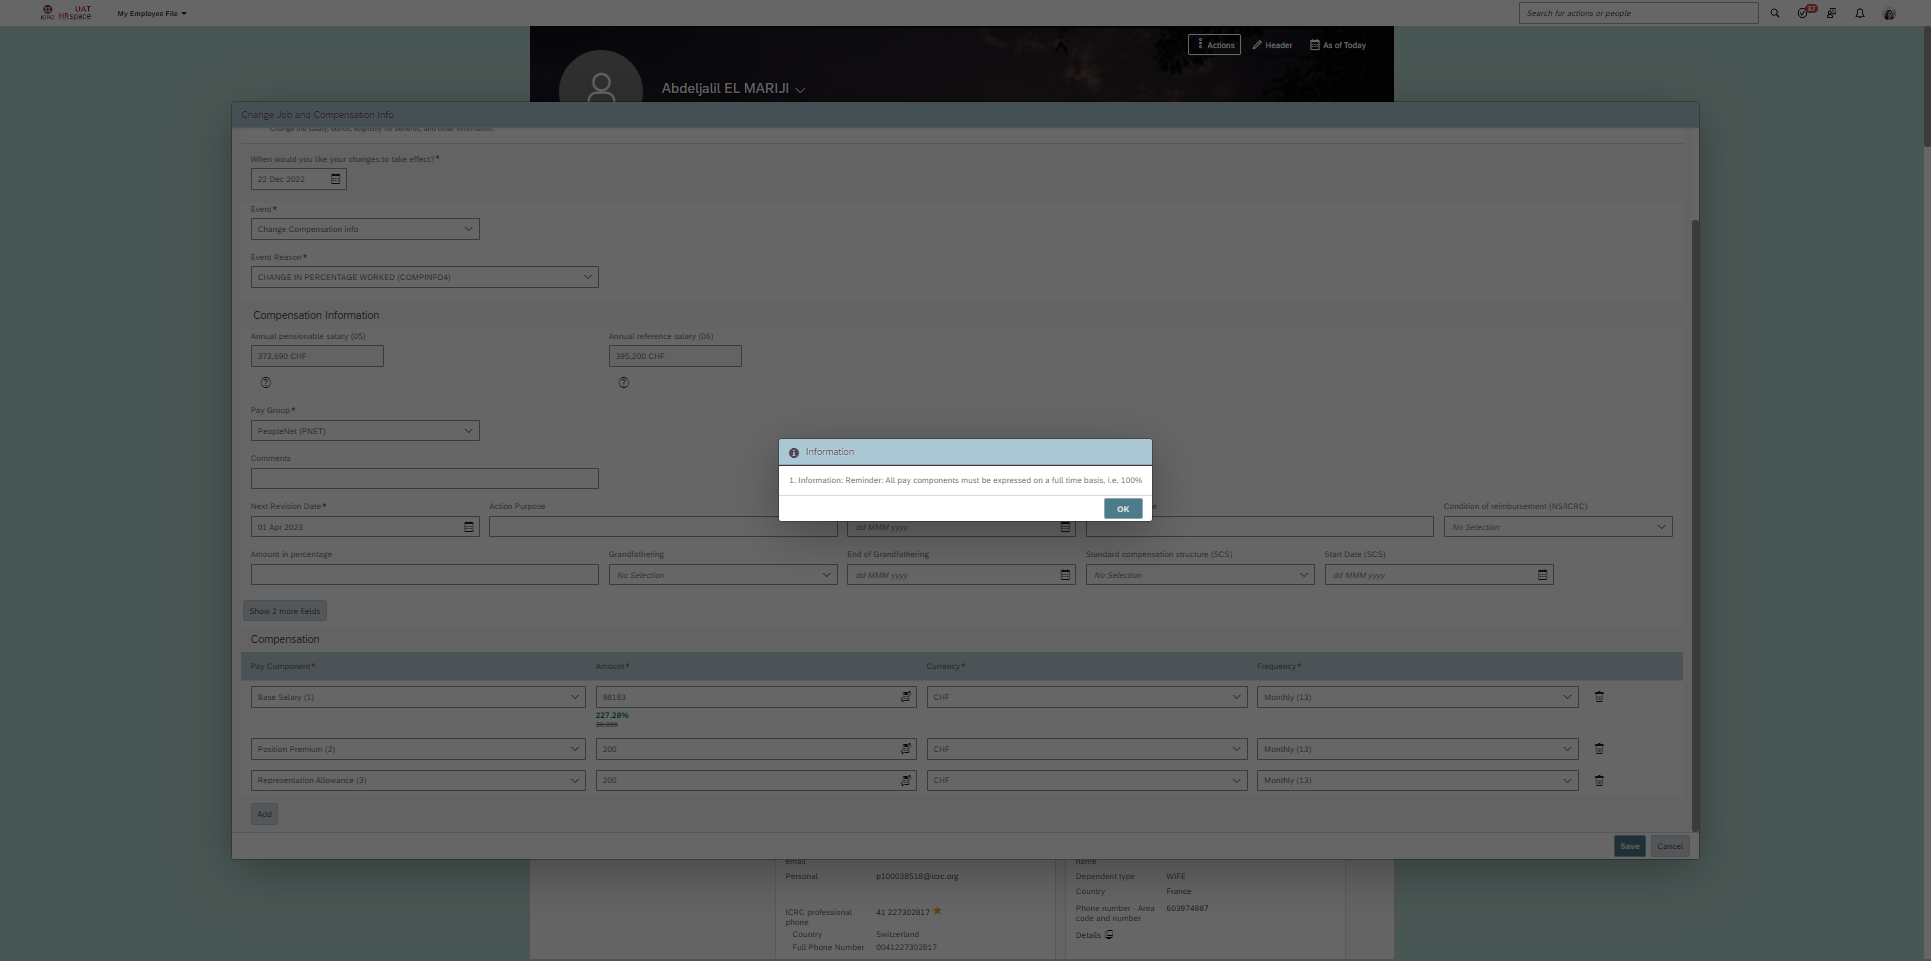 ICRC UAT HRspace
My Employee File
Search for actions or people
37
Actions
Header
As of Today
Abdeljalil EL MARIJI
Change Job and Compensation Info
Change the salary, bonus, eligibility for benefits, and other information.
When would you like your changes to take effect?*
22 Dec 2022
Event*
Change Compensation info
Event Reason*
CHANGE IN PERCENTAGE WORKED (COMPINFO4)
Compensation Information
Annual pensionable salary (05)
Annual reference salary (06)
373,690 CHF
395,200 CHF
Pay Group*
PeopleNet (PNET)
Information
1. Information: Reminder: All pay components must be expressed on a full time basis, i.e. 100%
OK
Comments
Next Revision Date*
Action Purpose
Condition of reimbursement (NS/ICRC)
01 Apr 2023
dd MMM yyyy
No Selection
Amount in percentage
Grandfathering
End of Grandfathering
Standard compensation structure (SCS)
Start Date (SCS)
No Selection
dd MMM yyyy
No Selection
dd MMM yyyy
Show 2 more fields
Compensation
Pay Component*
Amount*
Currency*
Frequency*
Base Salary (1)
98183
CHF
Monthly (13)
227.28%
30,000
Position Premium (2)
200
CHF
Monthly (13)
Representation Allowance (3)
200
CHF
Monthly (13)
Add
Save
Cancel
email
name
Personal
p100038518@icrc.org
Dependent type
WIFE
Country
France
Phone number - Area code and number
603974987
ICRC professional phone
41 227302817
Country
Switzerland
Details
Full Phone Number
0041227302817